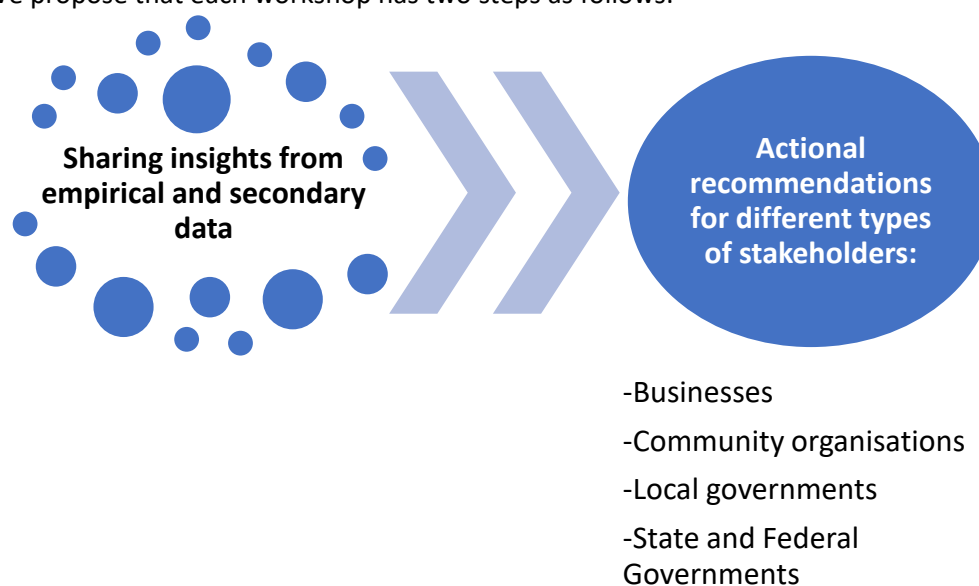 We propose that each workshop has two steps as follows:
Sharing insights from
empirical and secondary
data
Actional
recommendations
for different types
of stakeholders:
-Businesses
-Community organisations
-Local governments
-State and Federal
Governments